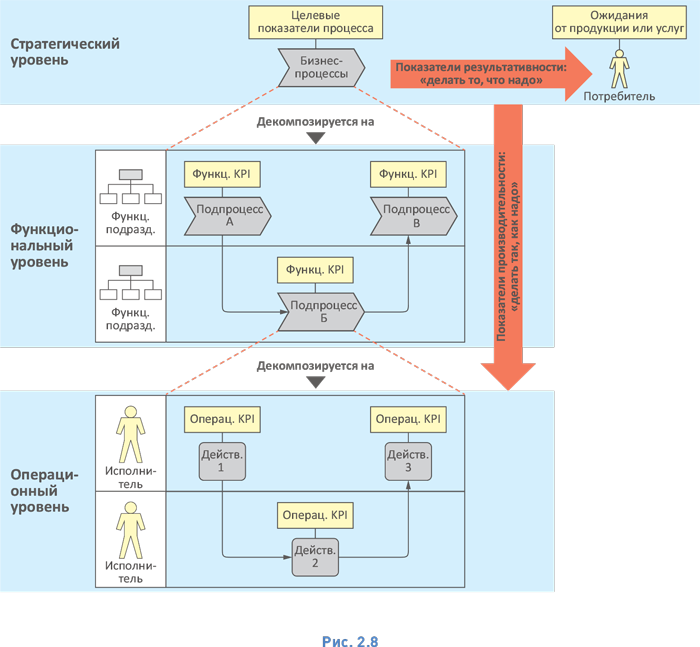 Стратегический
уровень
Целевые
показатели процесса
Бизнес-
процессы
Показатели результативности:
«делать то, что надо»
Ожидания
от продукции или услуг
Потребитель
Декомпозируется на
Показатели производительности:
«делать так, как надо»
Функцио-
нальный
уровень
Функц.
подразд.
Функц. KPI
Подпроцесс
А
Функц. KPI
Подпроцесс
В
Функц.
подразд.
Функц. KPI
Подпроцесс
Б
Декомпозируется на
Операци-
онный
уровень
Исполни-
тель
Операц. KPI
Действ.
1
Операц. KPI
Действ.
3
Исполни-
тель
Операц. KPI
Действ.
2
Рис. 2.8